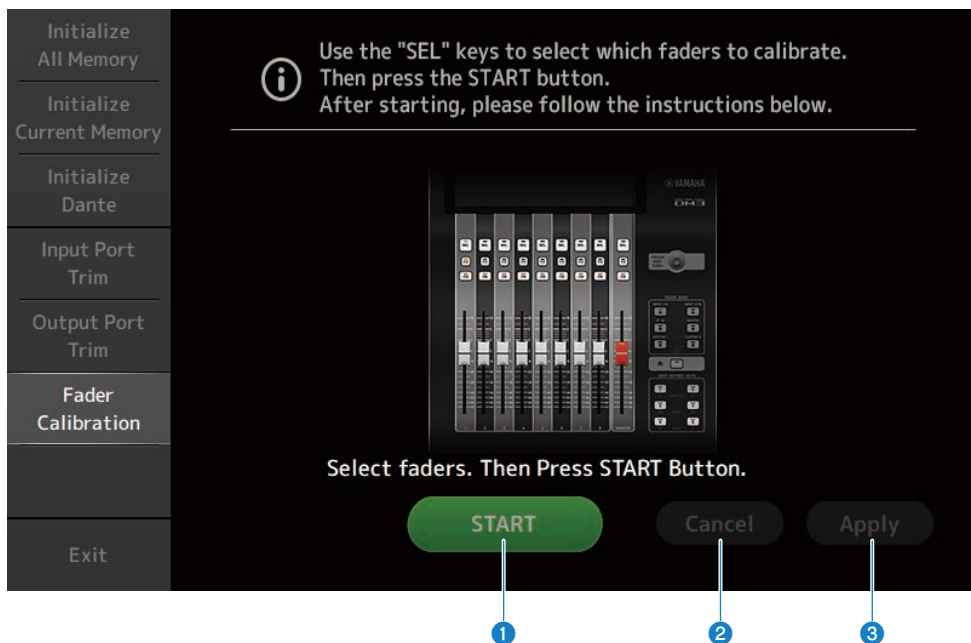 Initialize
All Memory
Initialize
Current Memory
Initialize
Dante
Input Port
Trim
Output Port
Trim
Fader
Calibration
Exit
Use the "SEL" keys to select which faders to calibrate.
Then press the START button.
After starting, please follow the instructions below.
YAMAHA
DM3
Select faders. Then Press START Button.
START
Cancel
Apply
1
2
3